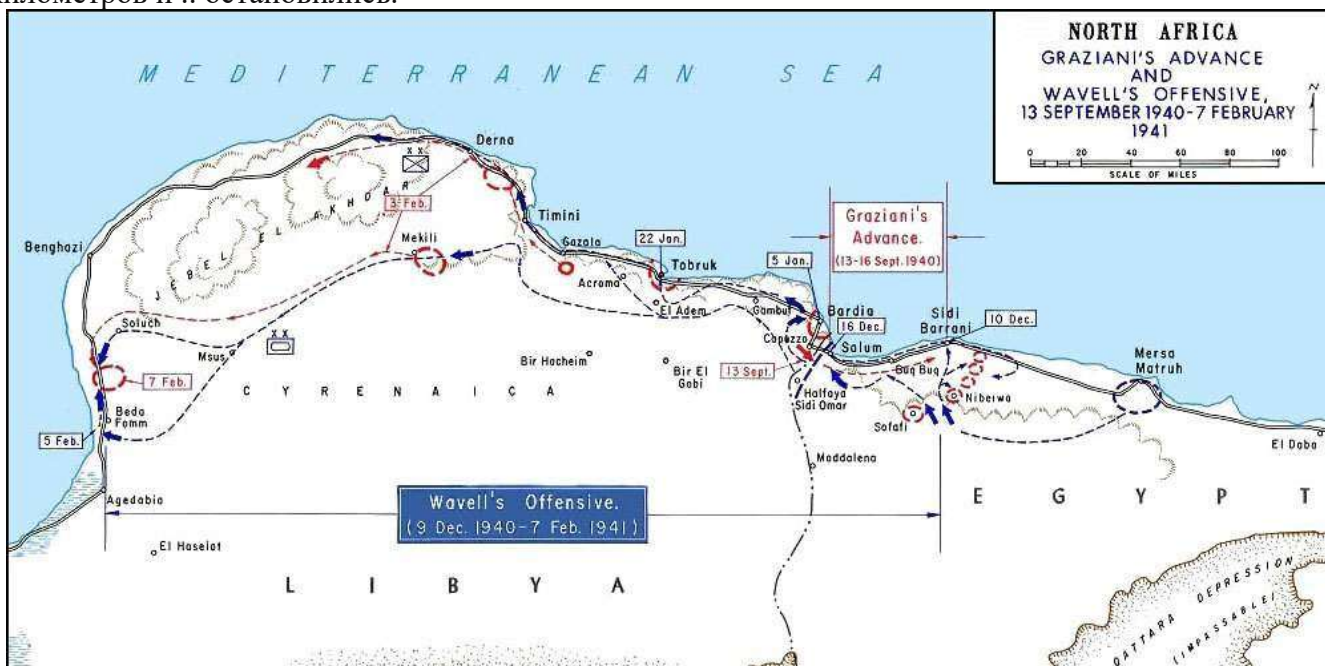 и .. остановились.
NORTH AFRICA
GRAZIANI'S ADVANCE
AND
WAVELL'S OFFENSIVE,
13 SEPTEMBER 1940-7 FEBRUARY
1941
N
20 0 20 40 60 80 100
SCALE OF MILES
MEDITERRANEAN SEA
Derna
XX
JEBEL EL AKHDAR
3 Feb.
Timini
Benghazi
Mekili
Gazala
22 Jan.
Tobruk
Graziani's
Advance.
(13-16 Sept. 1940)
5 Jan.
Acroma
El Adem
Gambut
Bardia
16 Dec.
Sidi
Barrani
10 Dec.
Capuzzo
Salum
Mersa
Matruh
Soluch
Msus
XX
Bir Hacheim
Bir El
Gobi
13 Sept.
Buq Buq
Halfaya
Sidi Omar
Nibeiwa
7 Feb.
CYRENAICA
Sofafi
Beda
Fomm
5 Feb.
El Daba
Maddalena
Agedabia
Wavell's Offensive.
(9 Dec. 1940-7 Feb. 1941)
EGYPT
El Haseiat
LIBYA
QATTARA DEPRESSION
(IMPASSABLE)